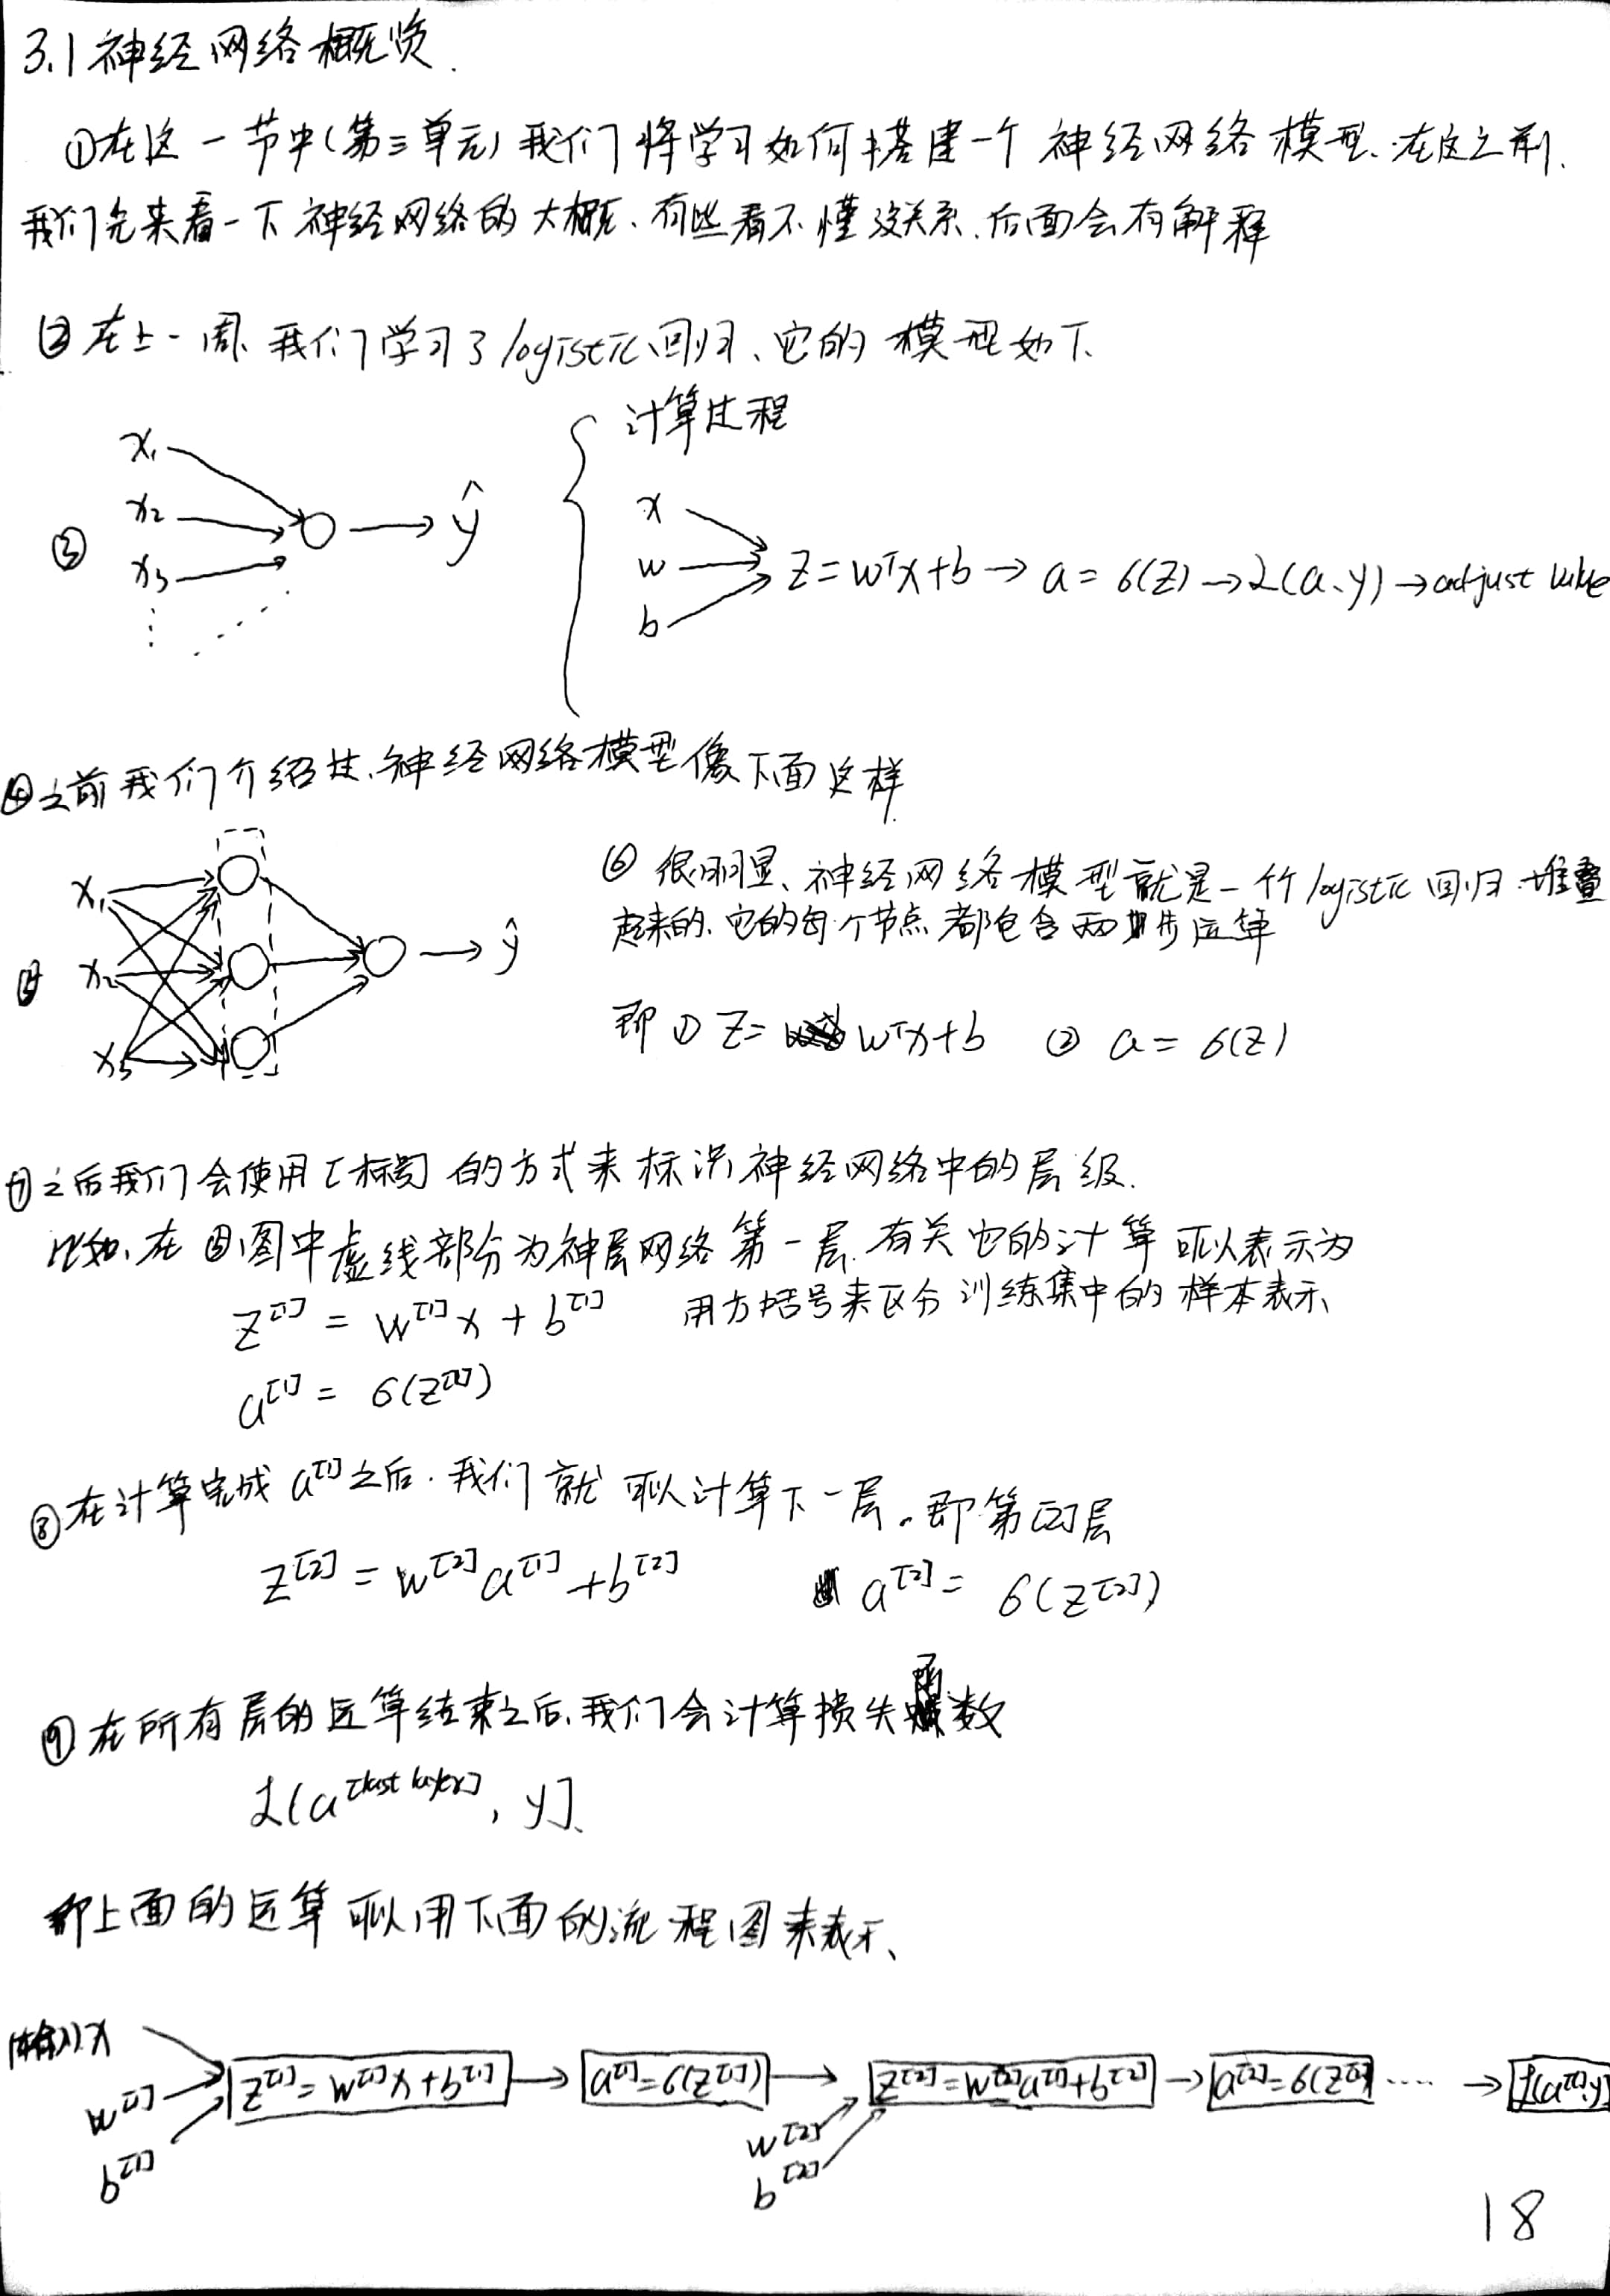 3.1 神经网络概览.
①在这一节中(第三单元)我们将学习如何搭建一个神经网络模型、在这之前、
我们先来看一下神经网络的大概、有些看不懂没关系、后面会有解释
②在上一周、我们学习了logistic回归、它的模型如下、
③
x₁
x₂
x₃
⋮
ŷ
计算过程
x
w
b
z=wᵀx+b → a=6(z) → L(a、y) → adjust
④之前我们介绍过、神经网络模型像下面这样
⑤
x₁
x₂
x₃
ŷ
⑥ 很明显、神经网络模型就是一个个logistic回归堆叠
起来的、它的每个节点都包含两步运算
即 ① z= wᵀx+b ② a=6(z)
⑦之后我们会使用[标号]的方式来标识神经网络中的层级.
比如、在⑤图中虚线部分为神层网络第一层.有关它的计算可以表示为
z^[1] = w^[1]x + b^[1] 用方括号来区分训练集中的样本表示、
a^[1] = 6(z^[1])
⑧在计算完成a^[1]之后.我们就可以计算下一层。即第[2]层
z^[2] = w^[2]a^[1]+b^[2] a^[2] = 6(z^[2])
⑨在所有层的运算结束之后、我们会计算损失函数
L(a^[last layer], y]、
即上面的运算可以用下面的流程图来表示、
输入x
w^[1]
b^[1]
z^[1]=w^[1]x+b^[1] → a^[1]=6(z^[1]) → z^[2]=w^[2]a^[1]+b^[2] → a^[2]=6(z^[2]) ····· →
w^[2]
b^[2]
18